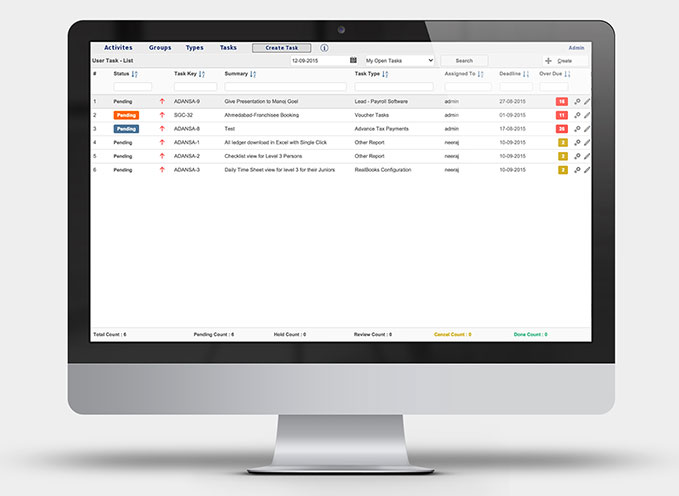 Activites Groups Types Tasks Create Task i Admin
User Task - List 12-09-2015 My Open Tasks Search Create
# Status Task Key Summary Task Type Assigned To Deadline Over Due
1 Pending ADANSA-9 Give Presentation to Manoj Goel Lead - Payroll Software admin 27-08-2015 16
2 Pending SGC-32 Ahmedabad-Franchisee Booking Voucher Tasks admin 01-09-2015 11
3 Pending ADANSA-8 Test Advance Tax Payments admin 17-08-2015 26
4 Pending ADANSA-1 All ledger download in Excel with Single Click Other Report neeraj 10-09-2015 2
5 Pending ADANSA-2 Checklist view for Level 3 Persons Other Report neeraj 10-09-2015 2
6 Pending ADANSA-3 Daily Time Sheet view for level 3 for their Juniors RealBooks Configuration neeraj 10-09-2015 2
Total Count : 6 Pending Count : 6 Hold Count : 0 Review Count : 0 Cancel Count : 0 Done Count : 0